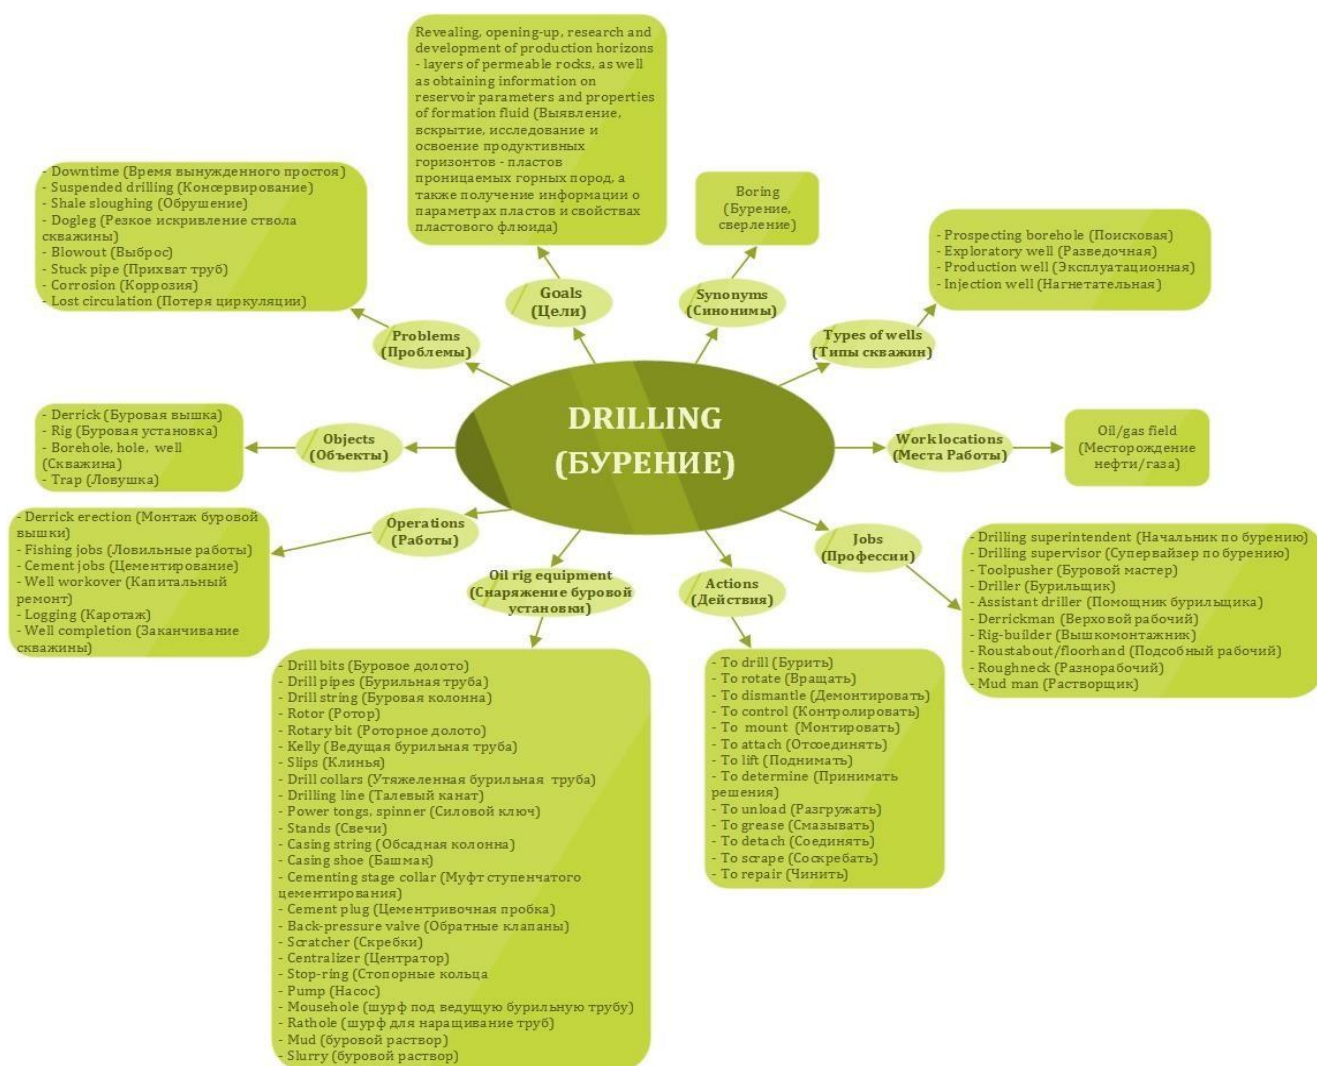 Revealing, opening-up, research and
development of production horizons
- layers of permeable rocks, as well
as obtaining information on
reservoir parameters and properties
of formation fluid (Выявление,
вскрытие, исследование и
освоение продуктивных
горизонтов - пластов
проницаемых горных пород, а
также получение информации о
параметрах пластов и свойствах
пластового флюида)
Goals
(Цели)
Boring
(Бурение,
сверление)
Synonyms
(Синонимы)
- Downtime (Время вынужденного простоя)
- Suspended drilling (Консервирование)
- Shale sloughing (Обрушение)
- Dogleg (Резкое искривление ствола
скважины)
- Blowout (Выброс)
- Stuck pipe (Прихват труб)
- Corrosion (Коррозия)
- Lost circulation (Потеря циркуляции)
Problems
(Проблемы)
- Prospecting borehole (Поисковая)
- Exploratory well (Разведочная)
- Production well (Эксплуатационная)
- Injection well (Нагнетательная)
Types of wells
(Типы скважин)
DRILLING
(БУРЕНИЕ)
- Derrick (Буровая вышка)
- Rig (Буровая установка)
- Borehole, hole, well
(Скважина)
- Trap (Ловушка)
Objects
(Объекты)
Work locations
(Места Работы)
Oil/gas field
(Месторождение
нефти/газа)
- Derrick erection (Монтаж буровой
вышки)
- Fishing jobs (Ловильные работы)
- Cement jobs (Цементирование)
- Well workover (Капитальный
ремонт)
- Logging (Каротаж)
- Well completion (Заканчивание
скважины)
Operations
(Работы)
Oil rig equipment
(Снаряжение буровой
установки)
- Drill bits (Буровое долото)
- Drill pipes (Бурильная труба)
- Drill string (Буровая колонна)
- Rotor (Ротор)
- Rotary bit (Роторное долото)
- Kelly (Ведущая бурильная труба)
- Slips (Клинья)
- Drill collars (Утяжеленная бурильная труба)
- Drilling line (Талевый канат)
- Power tongs, spinner (Силовой ключ)
- Stands (Свечи)
- Casing string (Обсадная колонна)
- Casing shoe (Башмак)
- Cementing stage collar (Муфт ступенчатого
цементирования)
- Cement plug (Цементривочная пробка)
- Back-pressure valve (Обратные клапаны)
- Scratcher (Скребки)
- Centralizer (Центратор)
- Stop-ring (Стопорные кольца
- Pump (Насос)
- Mousehole (шурф под ведущую бурильную трубу)
- Rathole (шурф для наращивание труб)
- Mud (буровой раствор)
- Slurry (буровой раствор)
Actions
(Действия)
- To drill (Бурить)
- To rotate (Вращать)
- To dismantle (Демонтировать)
- To control (Контролировать)
- To mount (Монтировать)
- To attach (Отсоединять)
- To lift (Поднимать)
- To determine (Принимать
решения)
- To unload (Разгружать)
- To grease (Смазывать)
- To detach (Соединять)
- To scrape (Соскребать)
- To repair (Чинить)
Jobs
(Профессии)
- Drilling superintendent (Начальник по бурению)
- Drilling supervisor (Супервайзер по бурению)
- Toolpusher (Буровой мастер)
- Driller (Бурильщик)
- Assistant driller (Помощник бурильщика)
- Derrickman (Верховой рабочий)
- Rig-builder (Вышкомонтажник)
- Roustabout/floorhand (Подсобный рабочий)
- Roughneck (Разнорабочий)
- Mud man (Растворщик)